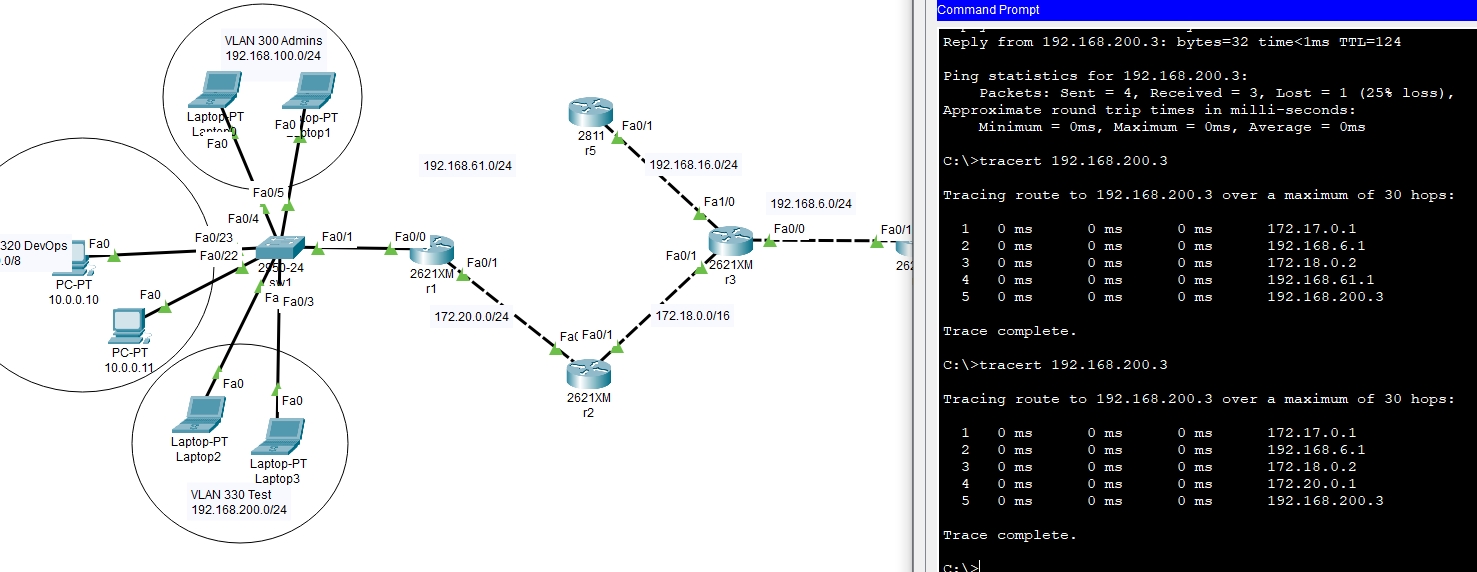 VLAN 300 Admins
192.168.100.0/24
Laptop-PT
Fa0
Fa0
Fa0/5
Fa0/4
Fa0/23
Fa0/22
320 DevOps
.0/8
Fa0
PC-PT
10.0.0.10
Fa0
PC-PT
10.0.0.11
2950-24
sw1
Fa0/3
Fa0/1
Fa0/0
2621XM
r1
Fa0/1
192.168.61.0/24
172.20.0.0/24
Fa0/1
2621XM
r2
172.18.0.0/16
2811
r5
Fa0/1
192.168.16.0/24
Fa1/0
192.168.6.0/24
Fa0/0
Fa0/1
2621XM
r3
Fa0/1
26
Fa0
Fa0
Laptop-PT
Laptop2
Laptop-PT
Laptop3
VLAN 330 Test
192.168.200.0/24
Command Prompt
Reply from 192.168.200.3: bytes=32 time<1ms TTL=124
Ping statistics for 192.168.200.3:
Packets: Sent = 4, Received = 3, Lost = 1 (25% loss),
Approximate round trip times in milli-seconds:
Minimum = 0ms, Maximum = 0ms, Average = 0ms
C:\>tracert 192.168.200.3
Tracing route to 192.168.200.3 over a maximum of 30 hops:
1 0 ms 0 ms 0 ms 172.17.0.1
2 0 ms 0 ms 0 ms 192.168.6.1
3 0 ms 0 ms 0 ms 172.18.0.2
4 0 ms 0 ms 0 ms 192.168.61.1
5 0 ms 0 ms 0 ms 192.168.200.3
Trace complete.
C:\>tracert 192.168.200.3
Tracing route to 192.168.200.3 over a maximum of 30 hops:
1 0 ms 0 ms 0 ms 172.17.0.1
2 0 ms 0 ms 0 ms 192.168.6.1
3 0 ms 0 ms 0 ms 172.18.0.2
4 0 ms 0 ms 0 ms 172.20.0.1
5 0 ms 0 ms 0 ms 192.168.200.3
Trace complete.
C:\>